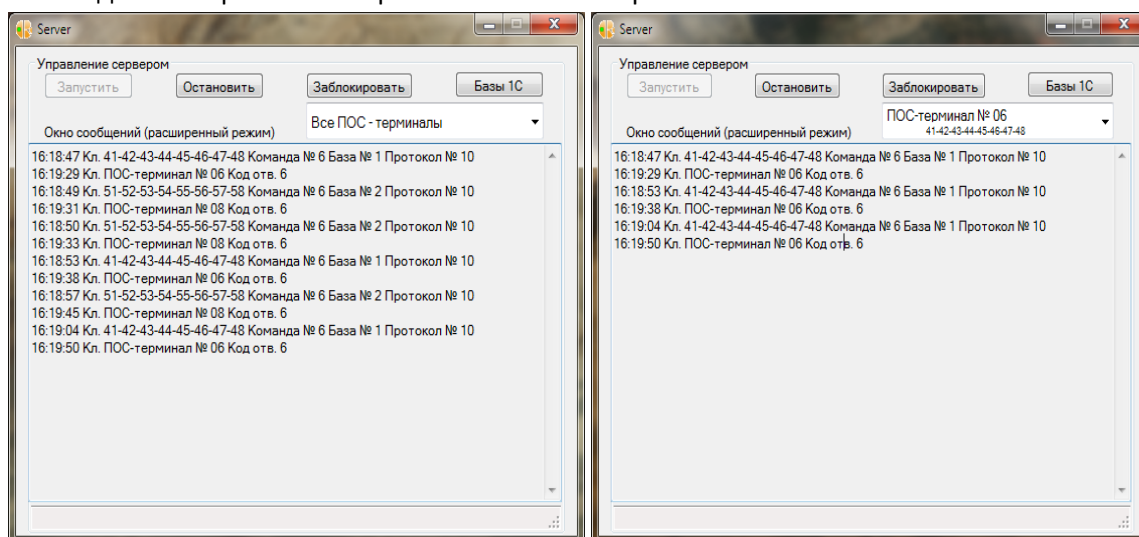 Server
Управление сервером
Запустить Остановить Заблокировать Базы 1С
Все ПОС - терминалы
Окно сообщений (расширенный режим)
16:18:47 Кл. 41-42-43-44-45-46-47-48 Команда № 6 База № 1 Протокол № 10
16:19:29 Кл. ПОС-терминал № 06 Код отв. 6
16:18:49 Кл. 51-52-53-54-55-56-57-58 Команда № 6 База № 2 Протокол № 10
16:19:31 Кл. ПОС-терминал № 08 Код отв. 6
16:18:50 Кл. 51-52-53-54-55-56-57-58 Команда № 6 База № 2 Протокол № 10
16:19:33 Кл. ПОС-терминал № 08 Код отв. 6
16:18:53 Кл. 41-42-43-44-45-46-47-48 Команда № 6 База № 1 Протокол № 10
16:19:38 Кл. ПОС-терминал № 06 Код отв. 6
16:18:57 Кл. 51-52-53-54-55-56-57-58 Команда № 6 База № 2 Протокол № 10
16:19:45 Кл. ПОС-терминал № 08 Код отв. 6
16:19:04 Кл. 41-42-43-44-45-46-47-48 Команда № 6 База № 1 Протокол № 10
16:19:50 Кл. ПОС-терминал № 06 Код отв. 6
Server
Управление сервером
Запустить Остановить Заблокировать Базы 1С
ПОС-терминал № 06
41-42-43-44-45-46-47-48
Окно сообщений (расширенный режим)
16:18:47 Кл. 41-42-43-44-45-46-47-48 Команда № 6 База № 1 Протокол № 10
16:19:29 Кл. ПОС-терминал № 06 Код отв. 6
16:18:53 Кл. 41-42-43-44-45-46-47-48 Команда № 6 База № 1 Протокол № 10
16:19:38 Кл. ПОС-терминал № 06 Код отв. 6
16:19:04 Кл. 41-42-43-44-45-46-47-48 Команда № 6 База № 1 Протокол № 10
16:19:50 Кл. ПОС-терминал № 06 Код отв. 6